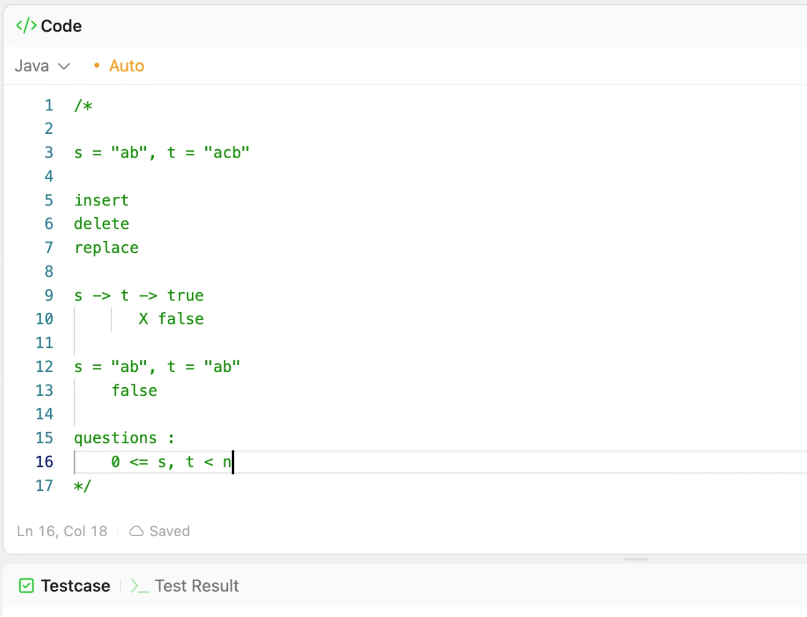 </> Code
Java • Auto
1 /*
2
3 s = "ab", t = "acb"
4
5 insert
6 delete
7 replace
8
9 s -> t -> true
10 X false
11
12 s = "ab", t = "ab"
13 false
14
15 questions :
16 0 <= s, t < n
17 */
Ln 16, Col 18 Saved
Testcase >_ Test Result